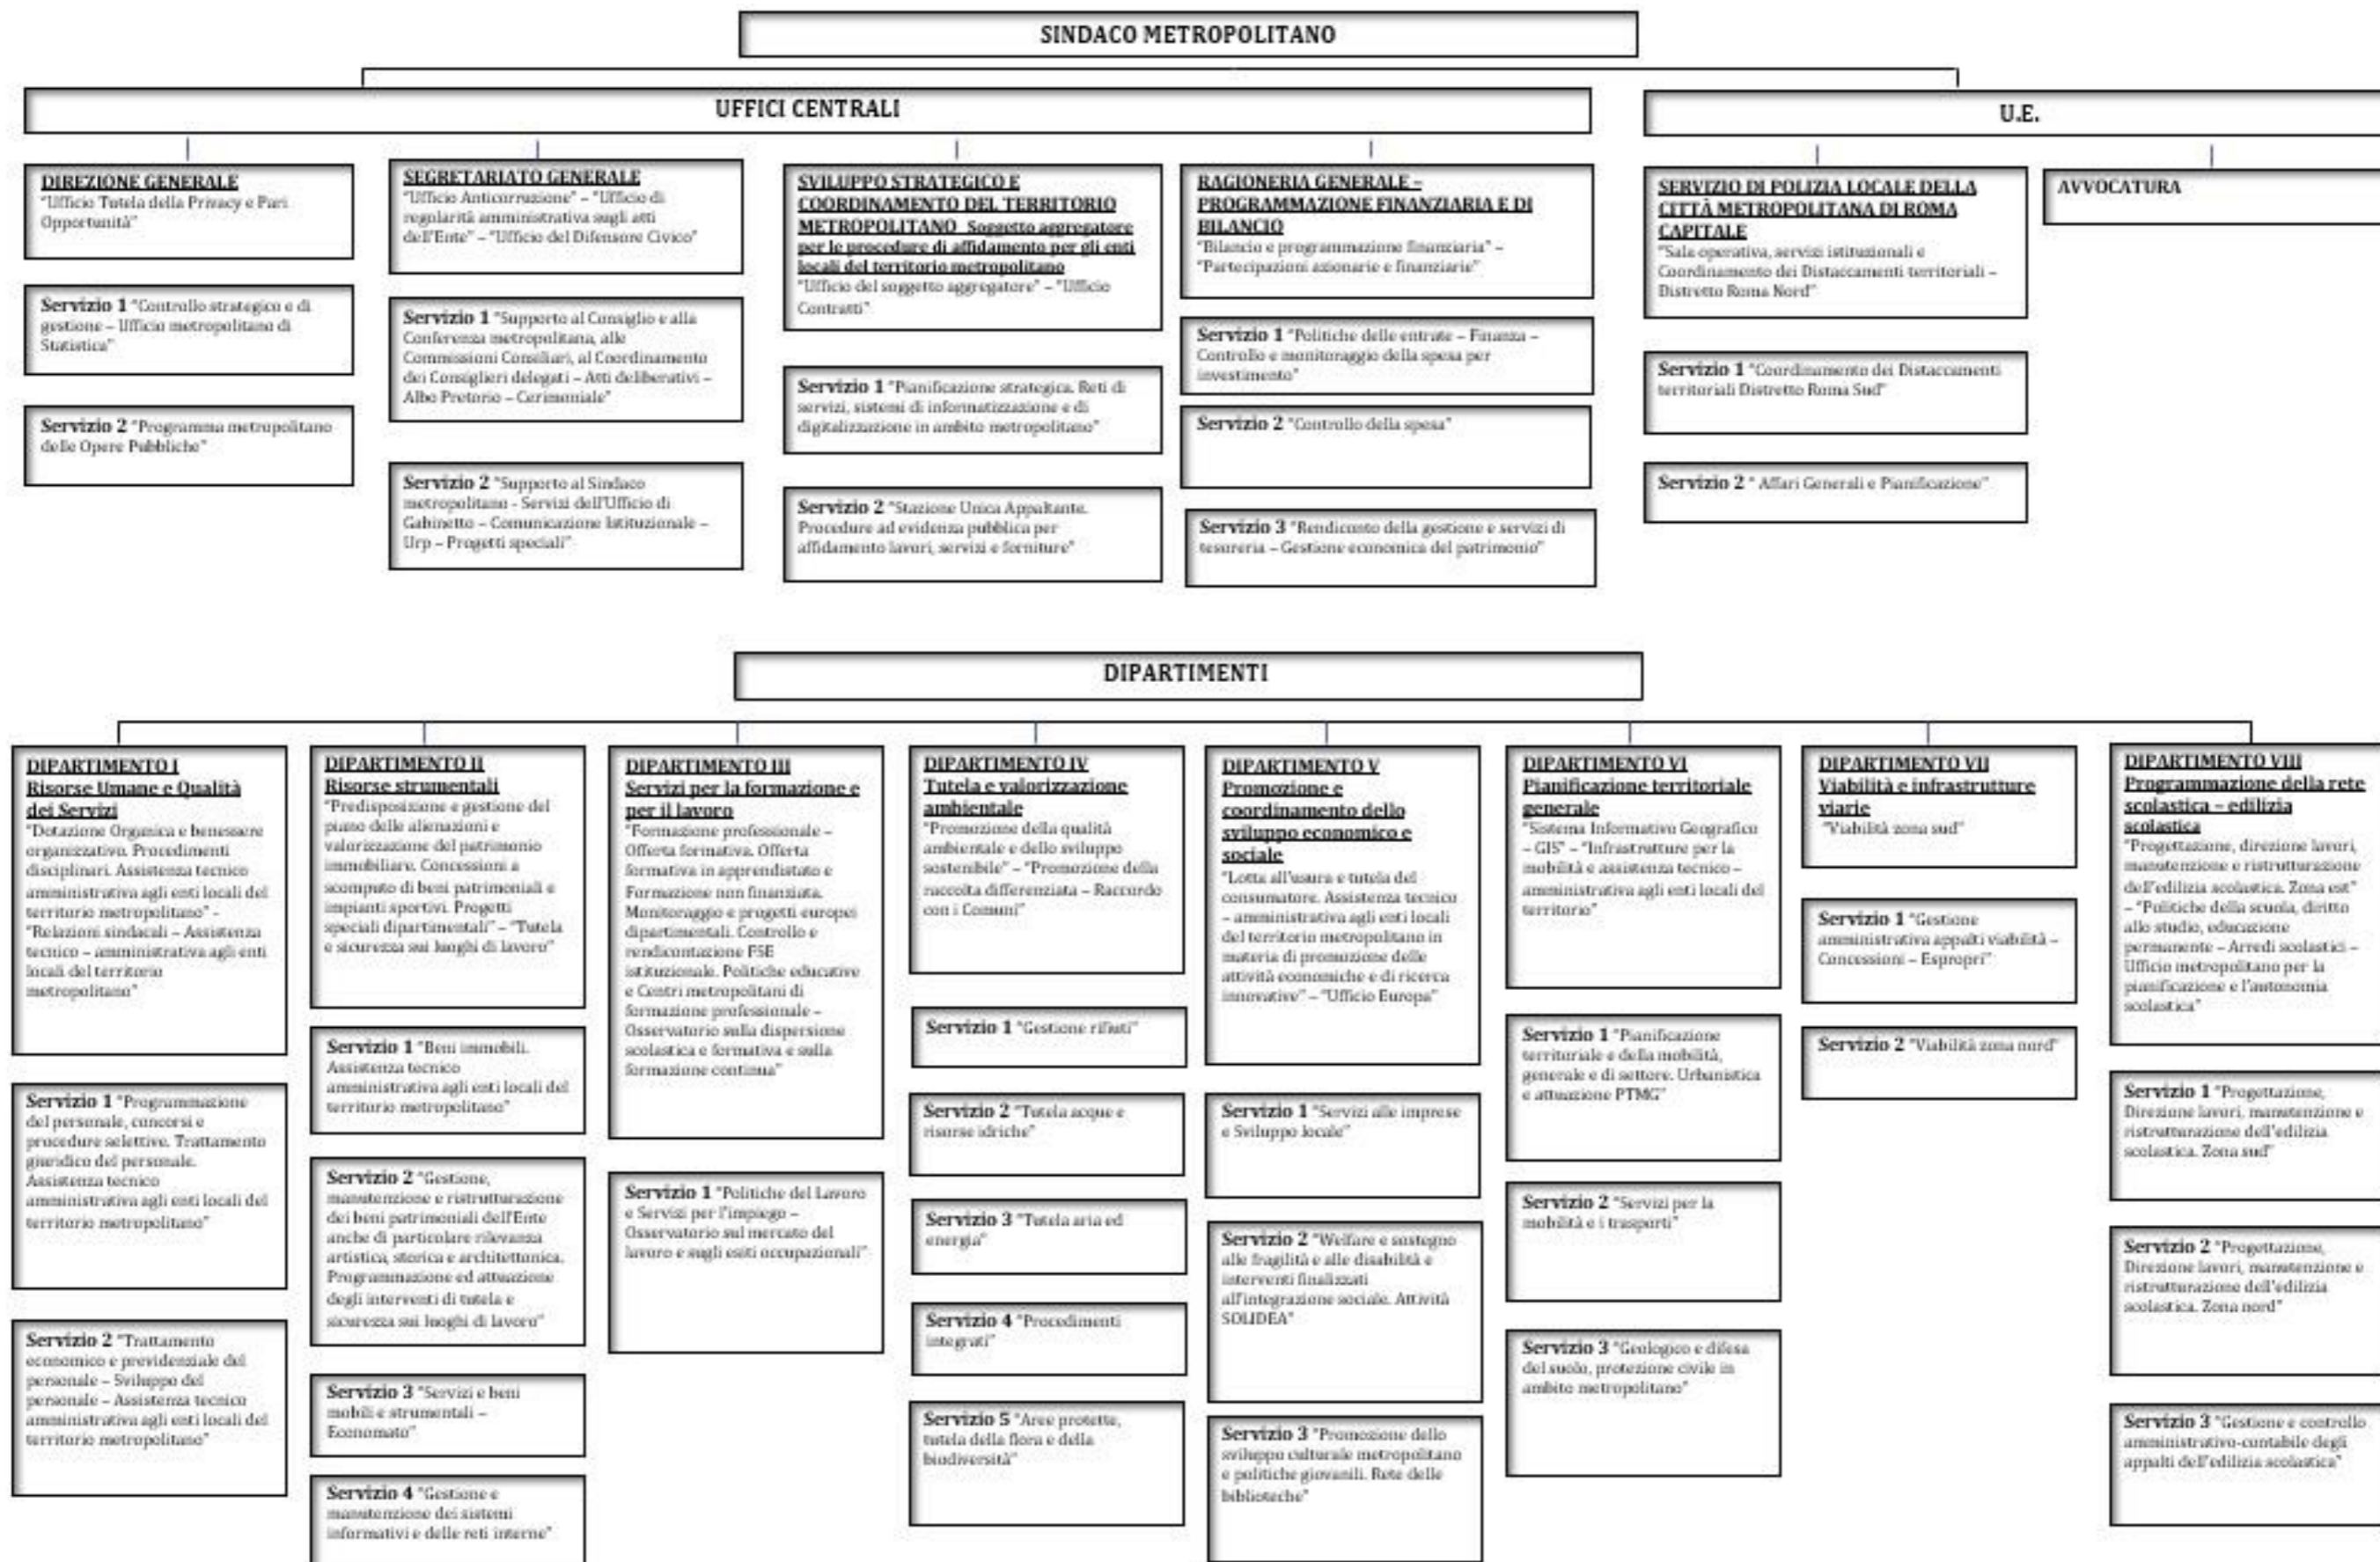 SINDACO METROPOLITANO
UFFICI CENTRALI
U.E.
DIREZIONE GENERALE
"Ufficio Tutela della Privacy e Pari
Opportunità"
Servizio 1 "Controllo strategico e di
gestione – Ufficio metropolitano di
Statistica"
Servizio 2 "Programma metropolitano
delle Opere Pubbliche"
SEGRETARIATO GENERALE
"Ufficio Anticorruzione" – "Ufficio di
regolarità amministrativa sugli atti
dell'Ente" – "Ufficio del Difensore Civico"
Servizio 1 "Supporto al Consiglio e alla
Conferenza metropolitana, alle
Commissioni Consiliari, al Coordinamento
dei Consiglieri delegati – Atti deliberativi –
Albo Pretorio – Cerimoniale"
Servizio 2 "Supporto al Sindaco
metropolitano - Servizi dell'Ufficio di
Gabinetto – Comunicazione Istituzionale –
Urp – Progetti speciali"
SVILUPPO STRATEGICO E
COORDINAMENTO DEL TERRITORIO
METROPOLITANO Soggetto aggregatore
per le procedure di affidamento per gli enti
locali del territorio metropolitano
"Ufficio del soggetto aggregatore" – "Ufficio
Contratti"
Servizio 1 "Pianificazione strategica. Reti di
servizi, sistemi di informatizzazione e di
digitalizzazione in ambito metropolitano"
Servizio 2 "Stazione Unica Appaltante.
Procedure ad evidenza pubblica per
affidamento lavori, servizi e forniture"
RAGIONERIA GENERALE –
PROGRAMMAZIONE FINANZIARIA E DI
BILANCIO
"Bilancio e programmazione finanziaria" –
"Partecipazioni azionarie e finanziarie"
Servizio 1 "Politiche delle entrate – Finanza –
Controllo e monitoraggio della spesa per
investimento"
Servizio 2 "Controllo della spesa"
Servizio 3 "Rendiconto della gestione e servizi di
tesoreria – Gestione economica del patrimonio"
SERVIZIO DI POLIZIA LOCALE DELLA
CITTÀ METROPOLITANA DI ROMA
CAPITALE
"Sala operativa, servizi istituzionali e
Coordinamento dei Distaccamenti territoriali –
Distretto Roma Nord"
Servizio 1 "Coordinamento dei Distaccamenti
territoriali Distretto Roma Sud"
Servizio 2 " Affari Generali e Pianificazione"
AVVOCATURA
DIPARTIMENTI
DIPARTIMENTO I
Risorse Umane e Qualità
dei Servizi
"Dotazione Organica e benessere
organizzativo. Procedimenti
disciplinari. Assistenza tecnico
amministrativa agli enti locali del
territorio metropolitano" -
"Relazioni sindacali – Assistenza
tecnico – amministrativa agli enti
locali del territorio
metropolitano"
Servizio 1 "Programmazione
del personale, concorsi e
procedure selettive. Trattamento
giuridico del personale.
Assistenza tecnico
amministrativa agli enti locali del
territorio metropolitano"
Servizio 2 "Trattamento
economico e previdenziale del
personale – Sviluppo del
personale – Assistenza tecnico
amministrativa agli enti locali del
territorio metropolitano"
DIPARTIMENTO II
Risorse strumentali
"Predisposizione e gestione del
piano delle alienazioni e
valorizzazione del patrimonio
immobiliare. Concessioni a
scomputo di beni patrimoniali e
impianti sportivi. Progetti
speciali dipartimentali" – "Tutela
e sicurezza sui luoghi di lavoro"
Servizio 1 "Beni immobili.
Assistenza tecnico
amministrativa agli enti locali del
territorio metropolitano"
Servizio 2 "Gestione,
manutenzione e ristrutturazione
dei beni patrimoniali dell'Ente
anche di particolare rilevanza
artistica, storica e architettonica.
Programmazione ed attuazione
degli interventi di tutela e
sicurezza sui luoghi di lavoro"
Servizio 3 "Servizi e beni
mobili e strumentali –
Economato"
Servizio 4 "Gestione e
manutenzione dei sistemi
informativi e delle reti interne"
DIPARTIMENTO III
Servizi per la formazione e
per il lavoro
"Formazione professionale –
Offerta formativa. Offerta
formativa in apprendistato e
Formazione non finanziata.
Monitoraggio e progetti europei
dipartimentali. Controllo e
rendicontazione FSE
istituzionale. Politiche educative
e Centri metropolitani di
formazione professionale –
Osservatorio sulla dispersione
scolastica e formativa e sulla
formazione continua"
Servizio 1 "Politiche del Lavoro
e Servizi per l'impiego –
Osservatorio sul mercato del
lavoro e sugli esiti occupazionali"
DIPARTIMENTO IV
Tutela e valorizzazione
ambientale
"Promozione della qualità
ambientale e dello sviluppo
sostenibile" – "Promozione della
raccolta differenziata – Raccordo
con i Comuni"
Servizio 1 "Gestione rifiuti"
Servizio 2 "Tutela acque e
risorse idriche"
Servizio 3 "Tutela aria ed
energia"
Servizio 4 "Procedimenti
integrati"
Servizio 5 "Aree protette,
tutela della flora e della
biodiversità"
DIPARTIMENTO V
Promozione e
coordinamento dello
sviluppo economico e
sociale
"Lotta all'usura e tutela del
consumatore. Assistenza tecnico
– amministrativa agli enti locali
del territorio metropolitano in
materia di promozione delle
attività economiche e di ricerca
innovative" – "Ufficio Europa"
Servizio 1 "Servizi alle imprese
e Sviluppo locale"
Servizio 2 "Welfare e sostegno
alle fragilità e alle disabilità e
interventi finalizzati
all'integrazione sociale. Attività
SOLIDEA"
Servizio 3 "Promozione dello
sviluppo culturale metropolitano
e politiche giovanili. Rete delle
biblioteche"
DIPARTIMENTO VI
Pianificazione territoriale
generale
"Sistema Informativo Geografico
– GIS" – "Infrastrutture per la
mobilità e assistenza tecnico –
amministrativa agli enti locali del
territorio"
Servizio 1 "Pianificazione
territoriale e della mobilità,
generale e di settore. Urbanistica
e attuazione PTMG"
Servizio 2 "Servizi per la
mobilità e i trasporti"
Servizio 3 "Geologico e difesa
del suolo, protezione civile in
ambito metropolitano"
DIPARTIMENTO VII
Viabilità e infrastrutture
viarie
"Viabilità zona sud"
Servizio 1 "Gestione
amministrativa appalti viabilità –
Concessioni – Espropri"
Servizio 2 "Viabilità zona nord"
DIPARTIMENTO VIII
Programmazione della rete
scolastica – edilizia
scolastica
"Progettazione, direzione lavori,
manutenzione e ristrutturazione
dell'edilizia scolastica. Zona est"
– "Politiche della scuola, diritto
allo studio, educazione
permanente – Arredi scolastici –
Ufficio metropolitano per la
pianificazione e l'autonomia
scolastica"
Servizio 1 "Progettazione,
Direzione lavori, manutenzione e
ristrutturazione dell'edilizia
scolastica. Zona sud"
Servizio 2 "Progettazione,
Direzione lavori, manutenzione e
ristrutturazione dell'edilizia
scolastica. Zona nord"
Servizio 3 "Gestione e controllo
amministrativo-contabile degli
appalti dell'edilizia scolastica"